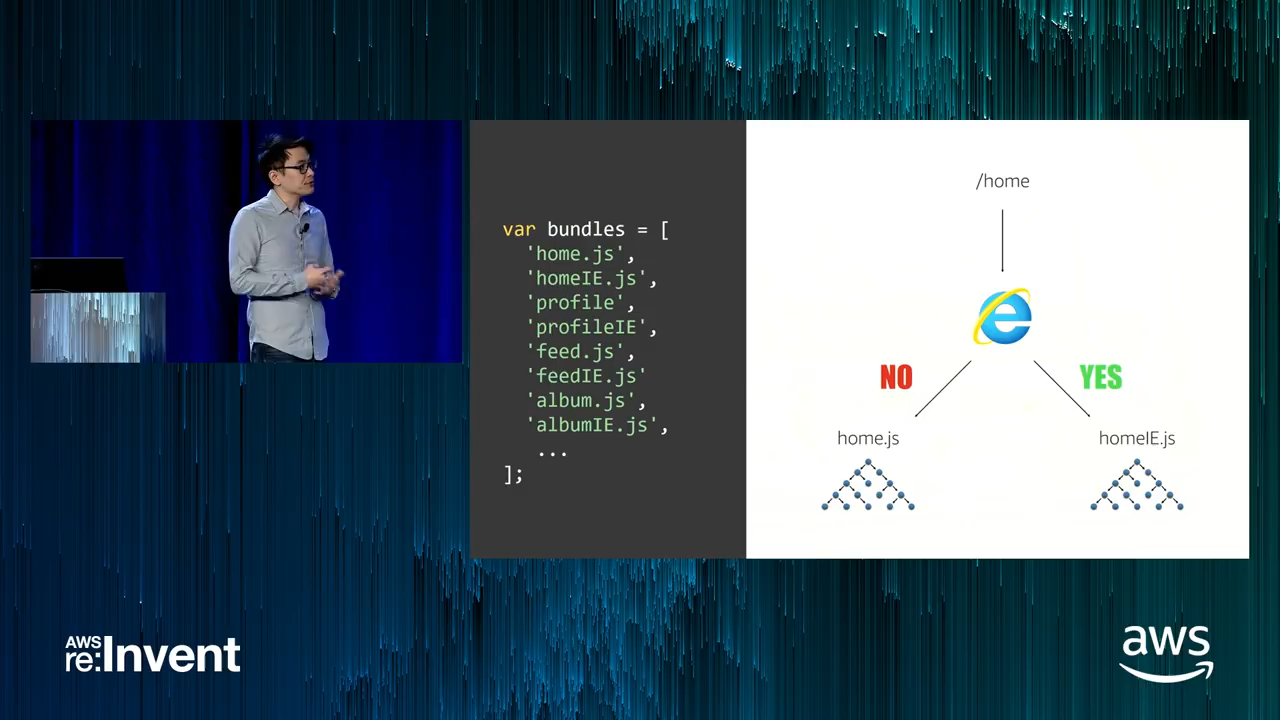 var bundles = [
'home.js',
'homeIE.js',
'profile',
'profileIE',
'feed.js',
'feedIE.js'
'album.js',
'albumIE.js',
...
];
/home
NO
YES
home.js
homeIE.js
AWS
re:Invent
aws